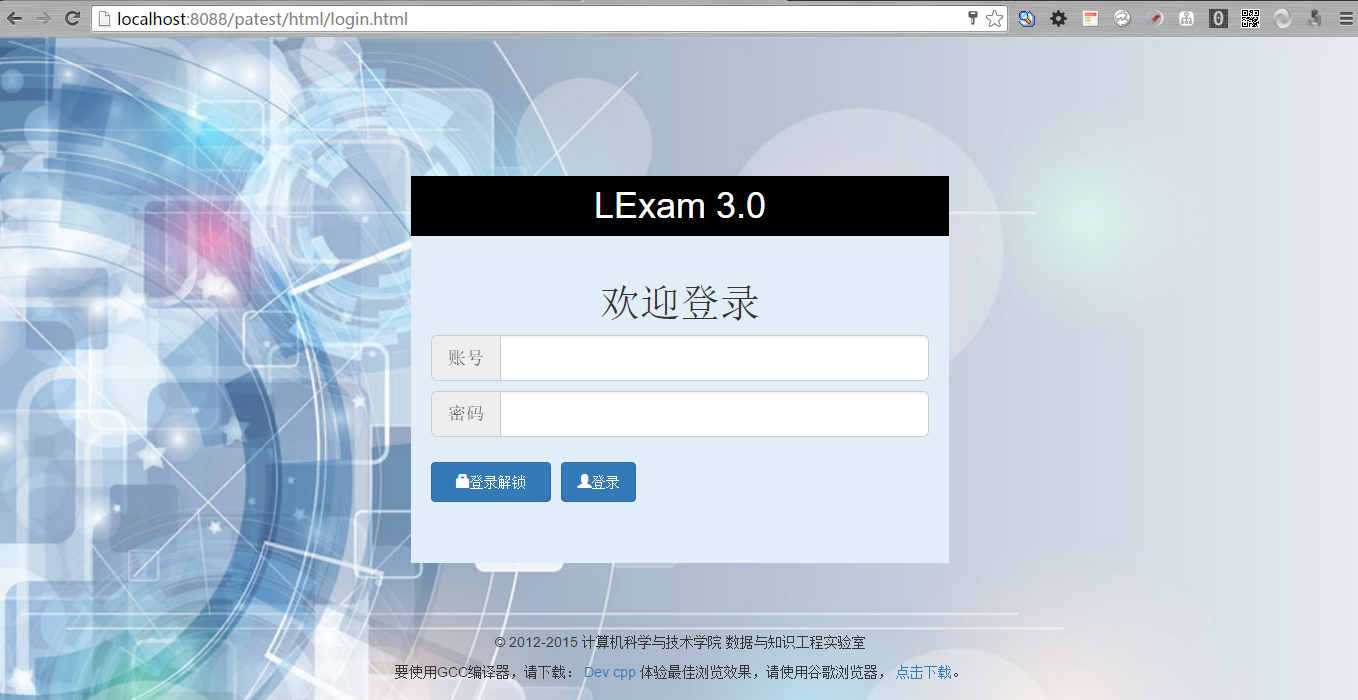 localhost:8088/patest/html/login.html
LExam 3.0
欢迎登录
账号
密码
登录解锁 登录
© 2012-2015 计算机科学与技术学院 数据与知识工程实验室
要使用GCC编译器，请下载： Dev cpp 体验最佳浏览效果，请使用谷歌浏览器， 点击下载。